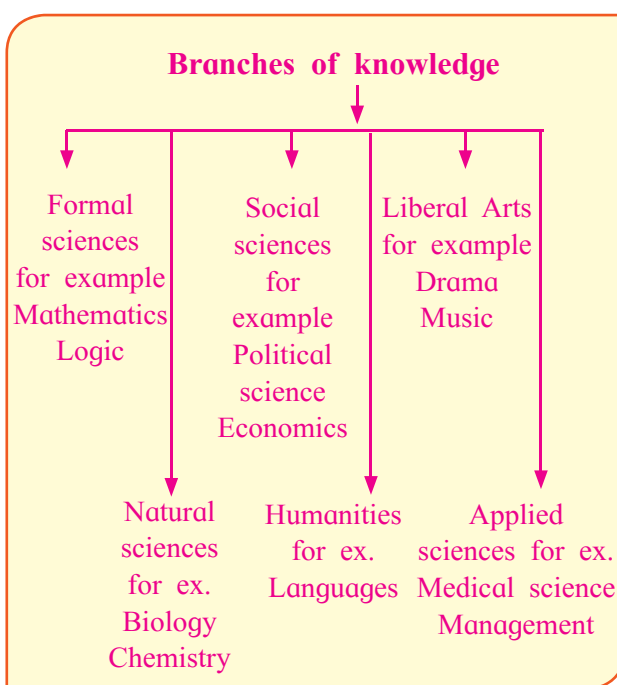 Branches of knowledge
Formal
sciences
for example
Mathematics
Logic
Social
sciences
for
example
Political
science
Economics
Liberal Arts
for example
Drama
Music
Natural
sciences
for ex.
Biology
Chemistry
Humanities
for ex.
Languages
Applied
sciences for ex.
Medical science
Management